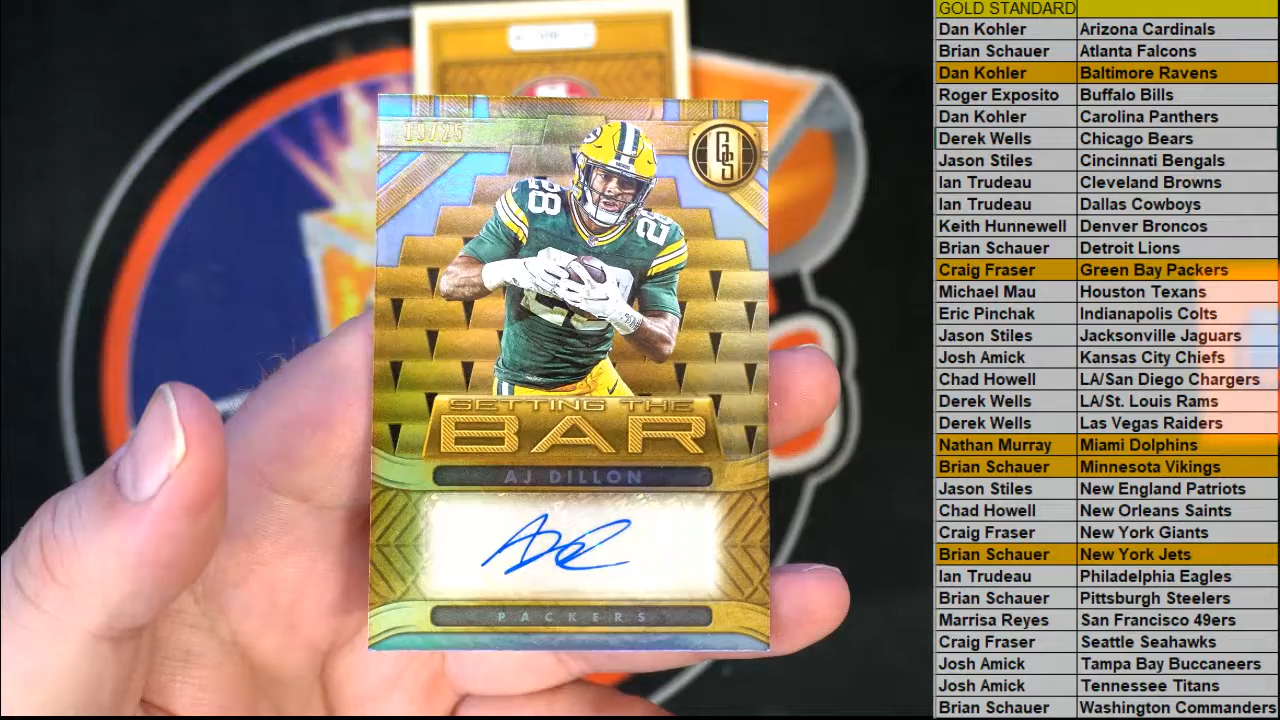 GOLD STANDARD
Dan Kohler Arizona Cardinals
Brian Schauer Atlanta Falcons
Dan Kohler Baltimore Ravens
Roger Exposito Buffalo Bills
Dan Kohler Carolina Panthers
Derek Wells Chicago Bears
Jason Stiles Cincinnati Bengals
Ian Trudeau Cleveland Browns
Ian Trudeau Dallas Cowboys
Keith Hunnewell Denver Broncos
Brian Schauer Detroit Lions
Craig Fraser Green Bay Packers
Michael Mau Houston Texans
Eric Pinchak Indianapolis Colts
Jason Stiles Jacksonville Jaguars
Josh Amick Kansas City Chiefs
Chad Howell LA/San Diego Chargers
Derek Wells LA/St. Louis Rams
Derek Wells Las Vegas Raiders
Nathan Murray Miami Dolphins
Brian Schauer Minnesota Vikings
Jason Stiles New England Patriots
Chad Howell New Orleans Saints
Craig Fraser New York Giants
Brian Schauer New York Jets
Ian Trudeau Philadelphia Eagles
Brian Schauer Pittsburgh Steelers
Marrisa Reyes San Francisco 49ers
Craig Fraser Seattle Seahawks
Josh Amick Tampa Bay Buccaneers
Josh Amick Tennessee Titans
Brian Schauer Washington Commanders
GS
28
28
SETTING THE
BAR
AJ DILLON
PACKERS